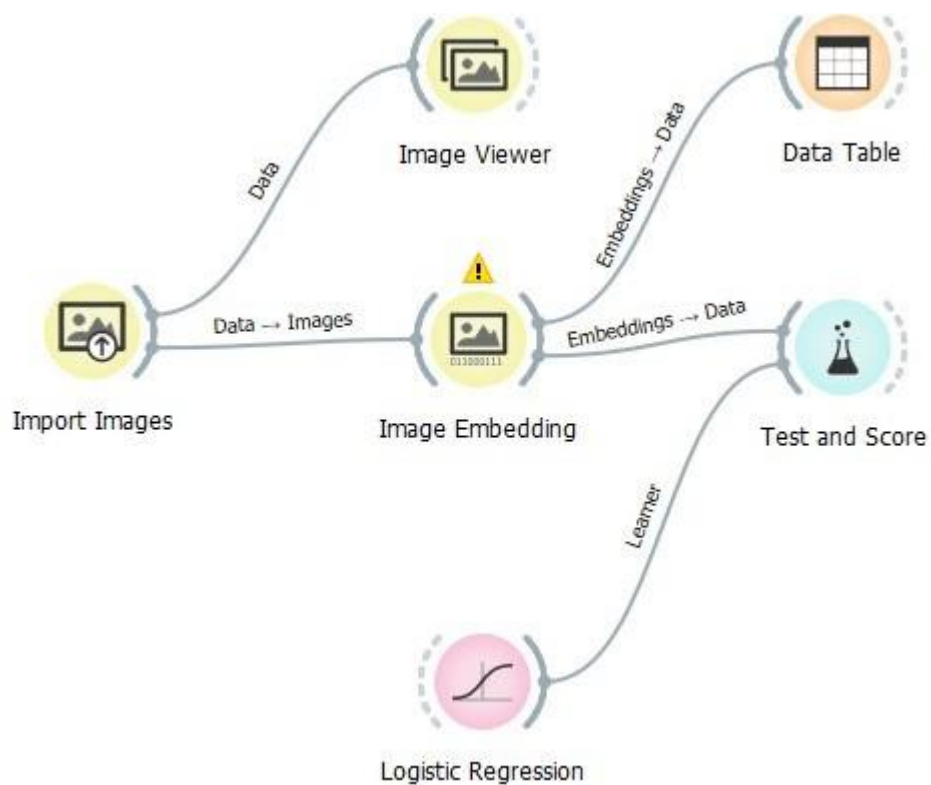 Image Viewer
Data Table
Data
Embeddings → Data
Data → Images
Embeddings → Data
Import Images
Image Embedding
Test and Score
Learner
Logistic Regression